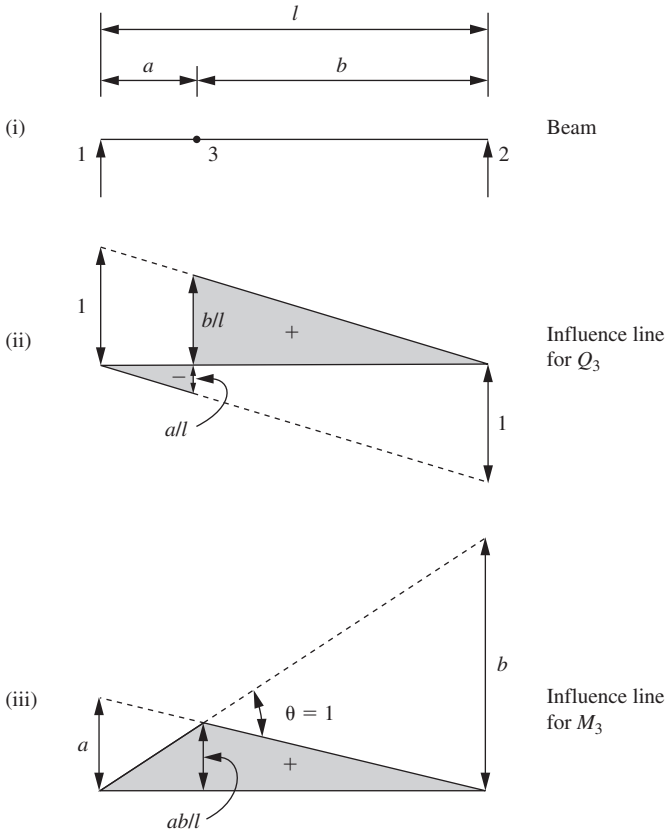 l
a b
(i) 1 3 2 Beam
1 b/l + Influence line
(ii) for Q3
−
a/l 1
b
(iii) θ = 1 Influence line
for M3
a +
ab/l